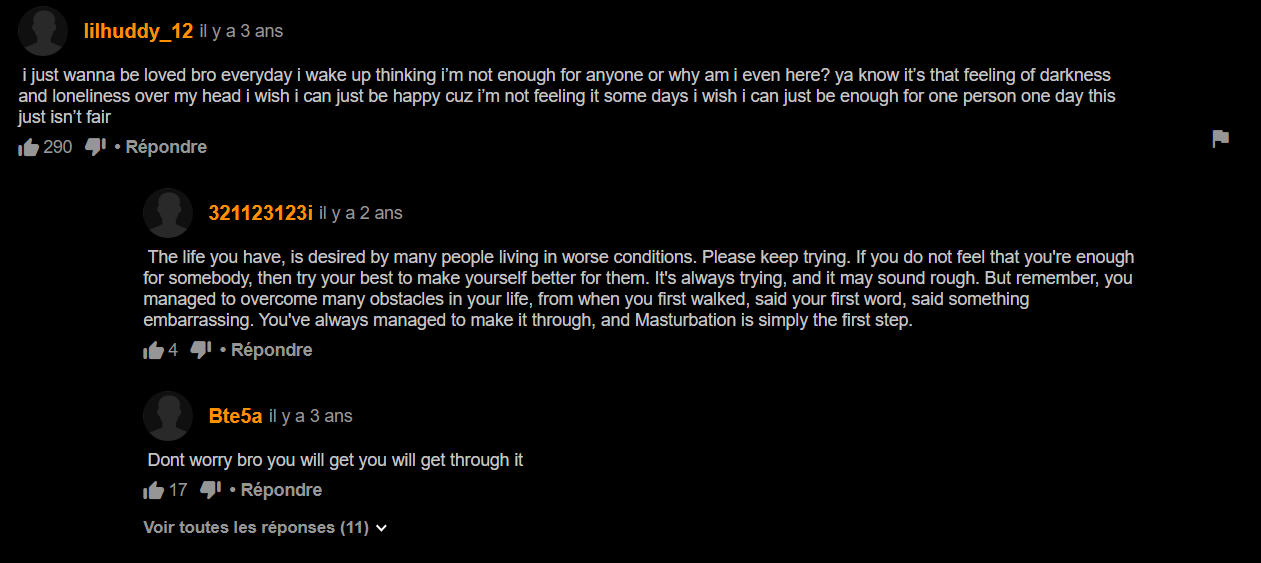 lilhuddy_12 il y a 3 ans
i just wanna be loved bro everyday i wake up thinking i’m not enough for anyone or why am i even here? ya know it’s that feeling of darkness
and loneliness over my head i wish i can just be happy cuz i’m not feeling it some days i wish i can just be enough for one person one day this
just isn’t fair
290 • Répondre
321123123i il y a 2 ans
The life you have, is desired by many people living in worse conditions. Please keep trying. If you do not feel that you're enough
for somebody, then try your best to make yourself better for them. It's always trying, and it may sound rough. But remember, you
managed to overcome many obstacles in your life, from when you first walked, said your first word, said something
embarrassing. You've always managed to make it through, and Masturbation is simply the first step.
4 • Répondre
Bte5a il y a 3 ans
Dont worry bro you will get you will get through it
17 • Répondre
Voir toutes les réponses (11)